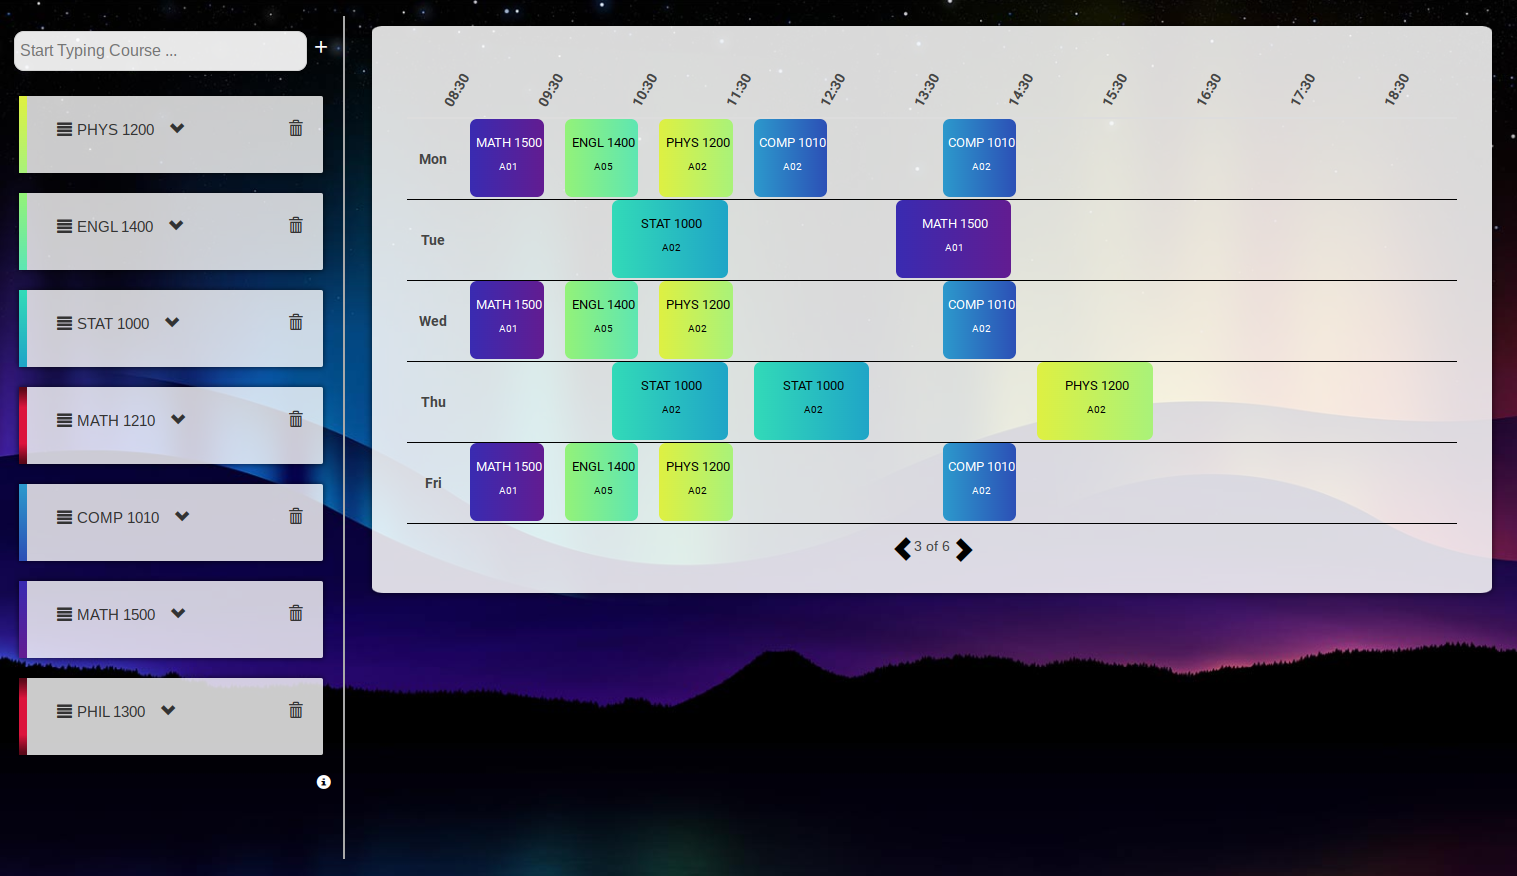 Start Typing Course ...
+
PHYS 1200
ENGL 1400
STAT 1000
MATH 1210
COMP 1010
MATH 1500
PHIL 1300
08:30 09:30 10:30 11:30 12:30 13:30 14:30 15:30 16:30 17:30 18:30
Mon
MATH 1500
A01
ENGL 1400
A05
PHYS 1200
A02
COMP 1010
A02
COMP 1010
A02
Tue
STAT 1000
A02
MATH 1500
A01
Wed
MATH 1500
A01
ENGL 1400
A05
PHYS 1200
A02
COMP 1010
A02
Thu
STAT 1000
A02
STAT 1000
A02
PHYS 1200
A02
Fri
MATH 1500
A01
ENGL 1400
A05
PHYS 1200
A02
COMP 1010
A02
3 of 6